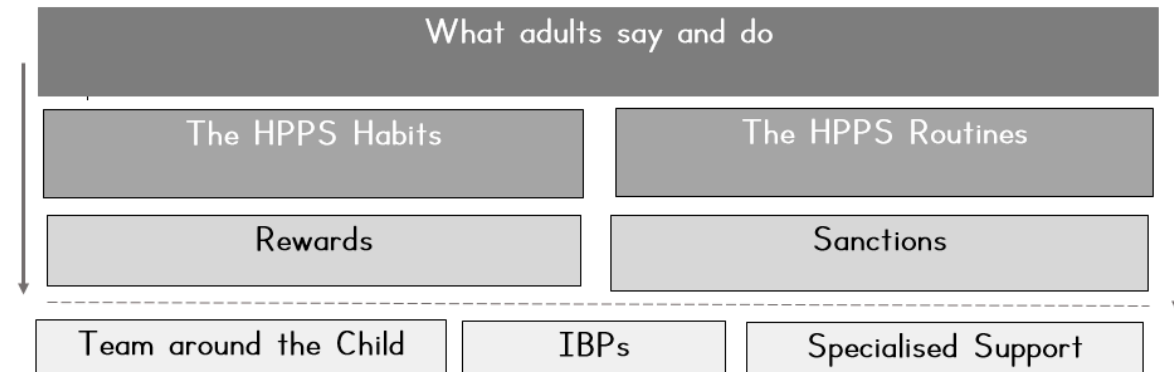 What adults say and do
The HPPS Habits
The HPPS Routines
Rewards
Sanctions
Team around the Child
IBPs
Specialised Support